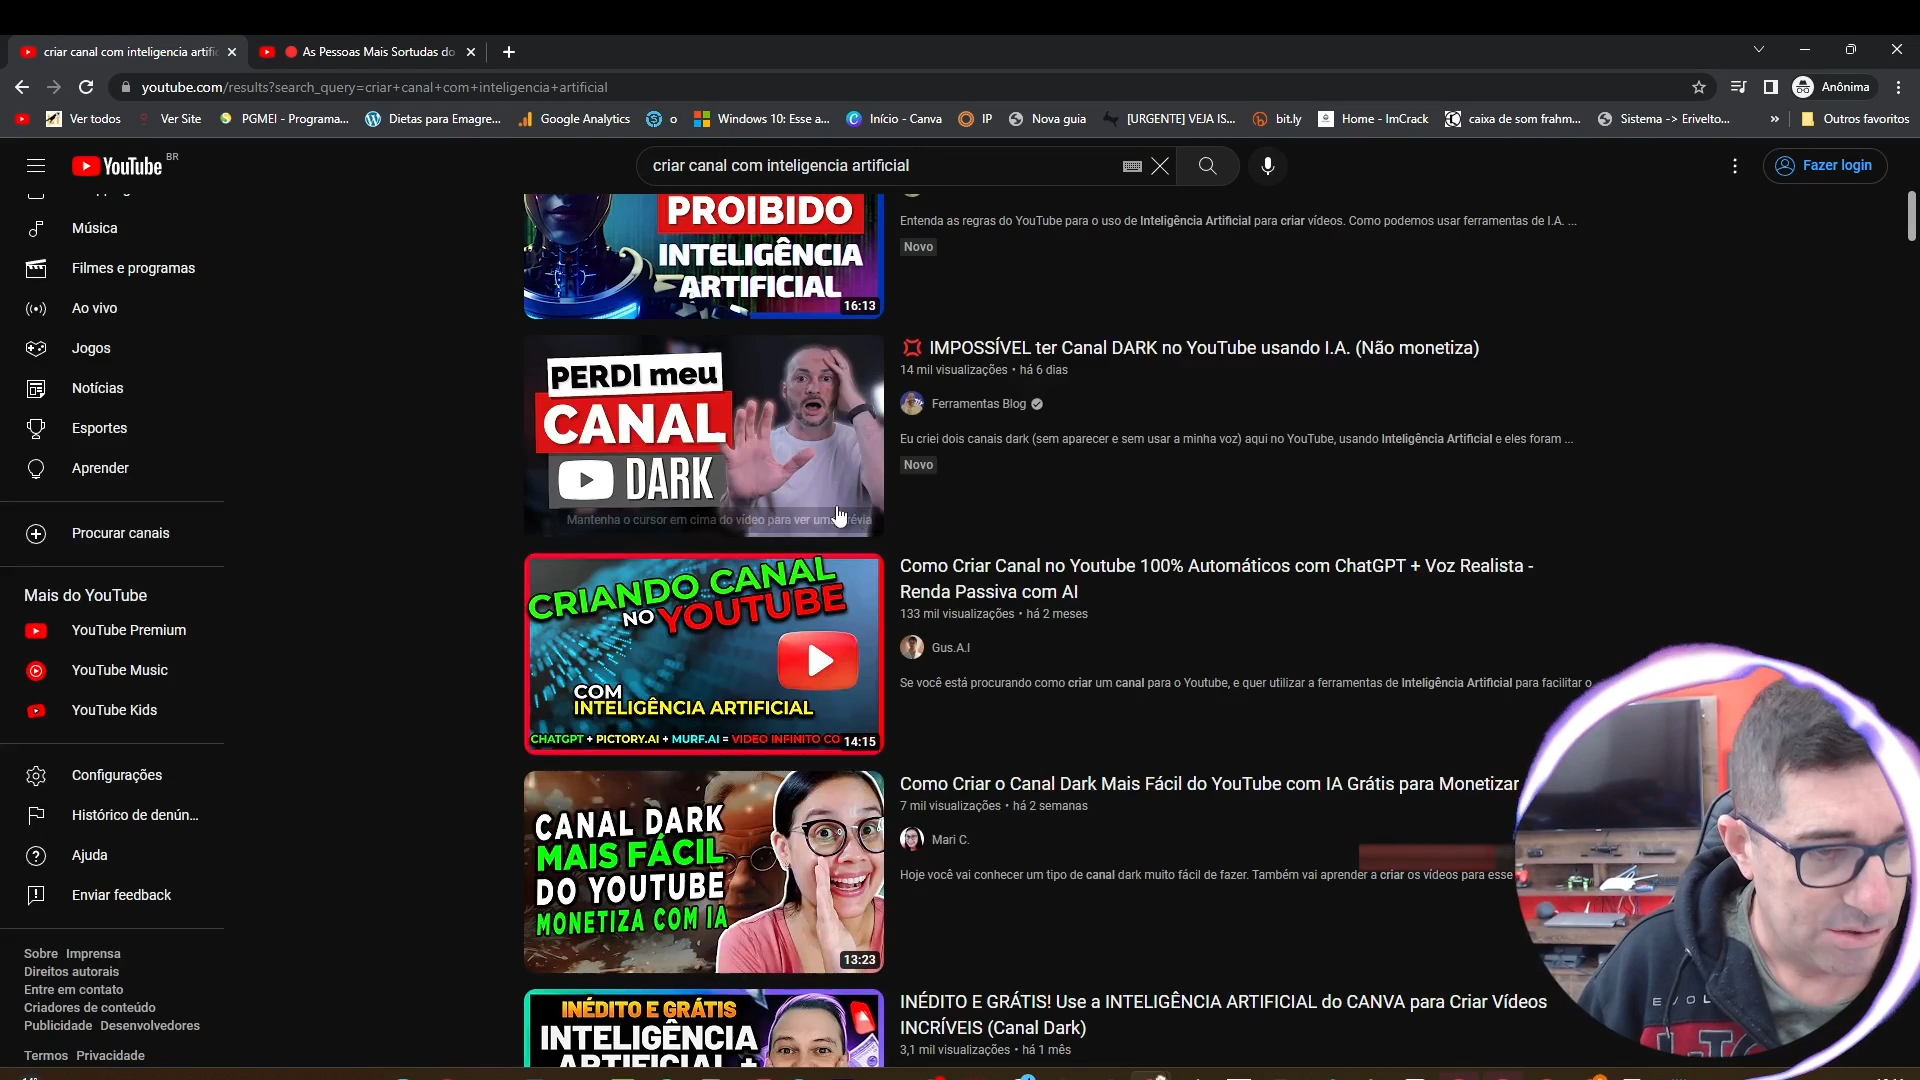 criar canal com inteligencia artific
As Pessoas Mais Sortudas do
youtube.com/results?search_query=criar+canal+com+inteligencia+artificial
Anônima
Ver todos
Ver Site
PGMEI - Programa...
Dietas para Emagre...
Google Analytics
o
Windows 10: Esse a...
Início - Canva
IP
Nova guia
[URGENTE] VEJA IS...
bit.ly
Home - ImCrack
caixa de som frahm...
Sistema -> Erivelto...
»
Outros favoritos
YouTube BR
criar canal com inteligencia artificial
Fazer login
Música
Filmes e programas
Ao vivo
Jogos
Notícias
Esportes
Aprender
Procurar canais
Mais do YouTube
YouTube Premium
YouTube Music
YouTube Kids
Configurações
Histórico de denún...
Ajuda
Enviar feedback
Sobre Imprensa
Direitos autorais
Entre em contato
Criadores de conteúdo
Publicidade Desenvolvedores
Termos Privacidade
PROIBIDO
INTELIGÊNCIA
ARTIFICIAL
16:13
Entenda as regras do YouTube para o uso de Inteligência Artificial para criar vídeos. Como podemos usar ferramentas de I.A. ...
Novo
PERDI meu
CANAL
DARK
Mantenha o cursor em cima do vídeo para ver
💢 IMPOSSÍVEL ter Canal DARK no YouTube usando I.A. (Não monetiza)
14 mil visualizações • há 6 dias
Ferramentas Blog
Eu criei dois canais dark (sem aparecer e sem usar a minha voz) aqui no YouTube, usando Inteligência Artificial e eles foram ...
Novo
CRIANDO CANAL
NO YOUTUBE
COM
INTELIGÊNCIA ARTIFICIAL
CHATGPT + PICTORY.AI + MURF.AI = VIDEO INFINITO CO
14:15
Como Criar Canal no Youtube 100% Automáticos com ChatGPT + Voz Realista -
Renda Passiva com AI
133 mil visualizações • há 2 meses
Gus.A.I
Se você está procurando como criar um canal para o Youtube, e quer utilizar a ferramentas de Inteligência Artificial para facilitar o
CANAL DARK
MAIS FÁCIL
DO YOUTUBE
MONETIZA COM IA
13:23
Como Criar o Canal Dark Mais Fácil do YouTube com IA Grátis para Monetizar
7 mil visualizações • há 2 semanas
Mari C.
Hoje você vai conhecer um tipo de canal dark muito fácil de fazer. Também vai aprender a criar os vídeos para esse
INÉDITO E GRÁTIS
INTELIGÊNCIA
ARTIFICIAL +
INÉDITO E GRÁTIS! Use a INTELIGÊNCIA ARTIFICIAL do CANVA para Criar Vídeos
INCRÍVEIS (Canal Dark)
3,1 mil visualizações • há 1 mês